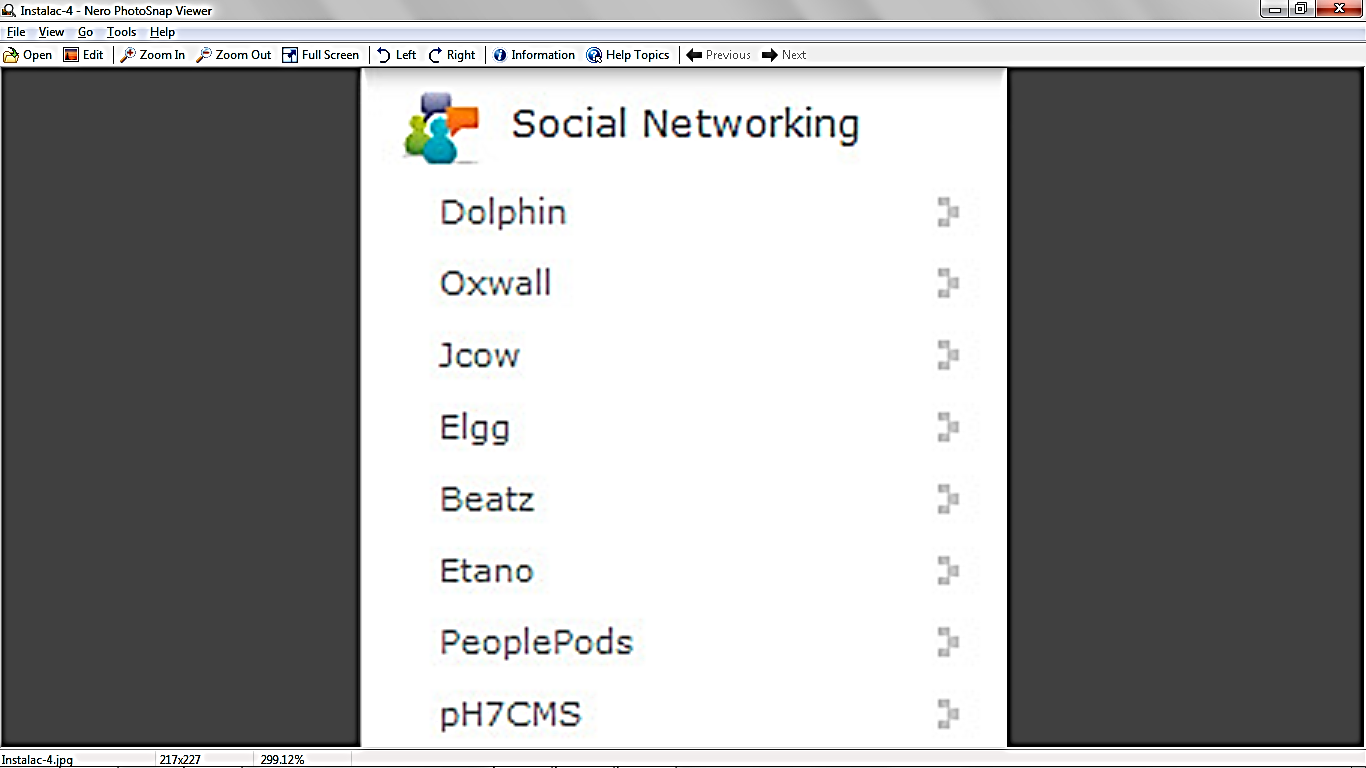 Instalac-4 - Nero PhotoSnap Viewer
File View Go Tools Help
Open Edit Zoom In Zoom Out Full Screen Left Right Information Help Topics Previous Next
Social Networking
Dolphin
Oxwall
Jcow
Elgg
Beatz
Etano
PeoplePods
pH7CMS
Instalac-4.jpg 217x227 299.12%